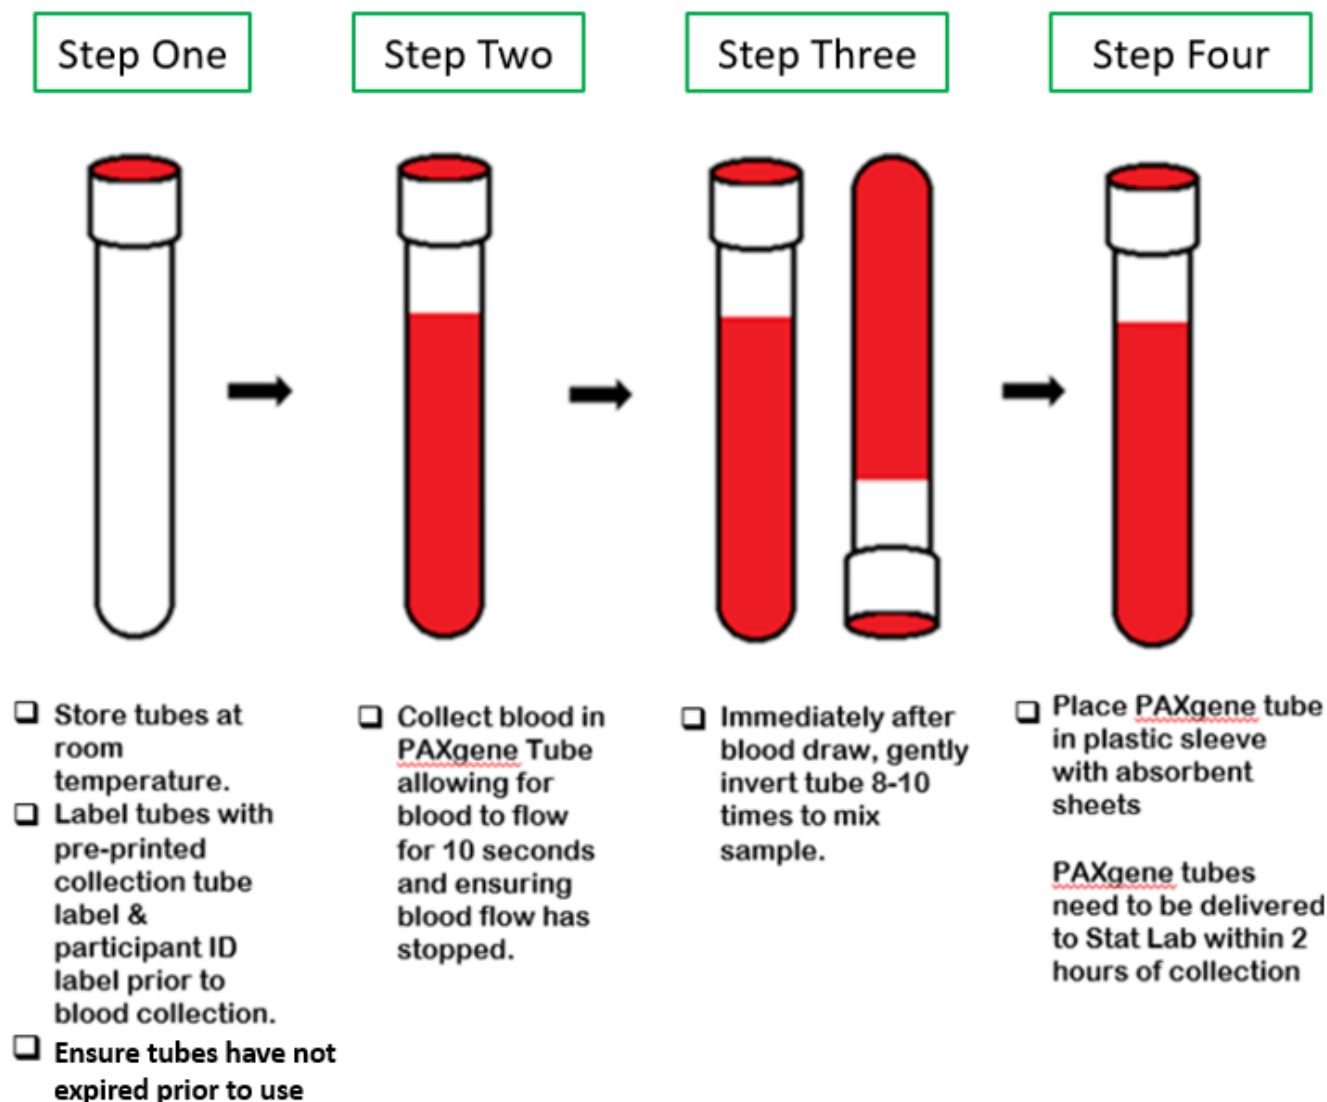 Step One
Step Two
Step Three
Step Four
Store tubes at
room
temperature.
Label tubes with
pre-printed
collection tube
label &
participant ID
label prior to
blood collection.
Ensure tubes have not
expired prior to use
Collect blood in
PAXgene Tube
allowing for
blood to flow
for 10 seconds
and ensuring
blood flow has
stopped.
Immediately after
blood draw, gently
invert tube 8-10
times to mix
sample.
Place PAXgene tube
in plastic sleeve
with absorbent
sheets
PAXgene tubes
need to be delivered
to Stat Lab within 2
hours of collection